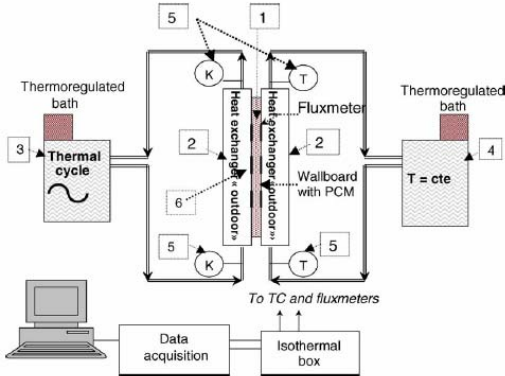 5
1
K
T
Thermoregulated
bath
Thermoregulated
bath
Fluxmeter
3
Thermal
cycle
2
Heat exchanger « outdoor»
Heat exchanger «outdoor»
2
4
T = cte
6
Wallboard
with PCM
5
K
T
5
To TC and fluxmeters
Data
acquisition
Isothermal
box